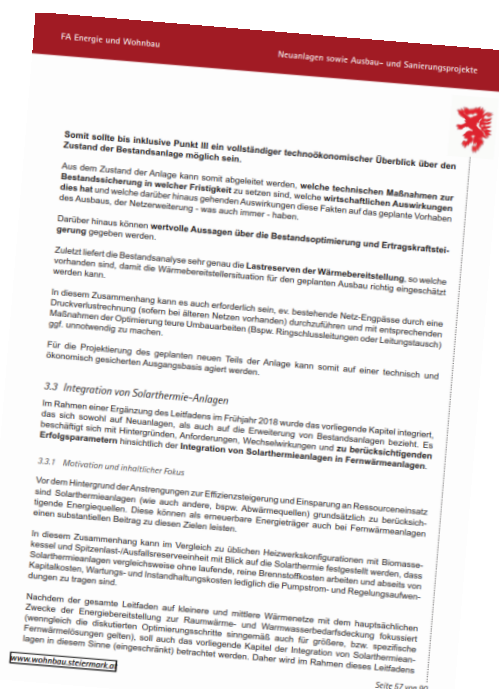 FA Energie und Wohnbau
Neuanlagen sowie Ausbau- und Sanierungsprojekte
Somit sollte bis inklusive Punkt III ein vollständiger technoökonomischer Überblick über den
Zustand der Bestandsanlage möglich sein.
Aus dem Zustand der Anlage kann somit abgeleitet werden, welche technischen Maßnahmen zur
Bestandssicherung in welcher Fristigkeit zu setzen sind, welche wirtschaftlichen Auswirkungen
dies hat und welche darüber hinaus gehenden Auswirkungen diese Fakten auf das geplante Vorhaben
des Ausbaus, der Netzerweiterung - was auch immer - haben.
Darüber hinaus können wertvolle Aussagen über die Bestandsoptimierung und Ertragskraftstei-
gerung gegeben werden.
Zuletzt liefert die Bestandsanalyse sehr genau die Lastreserven der Wärmebereitstellung, so welche
vorhanden sind, damit die Wärmebereitstellersituation für den geplanten Ausbau richtig eingeschätzt
werden kann.
In diesem Zusammenhang kann es auch erforderlich sein, ev. bestehende Netz-Engpässe durch eine
Druckverlustrechnung (sofern bei älteren Netzen vorhanden) durchzuführen und mit entsprechenden
Maßnahmen der Optimierung teure Umbauarbeiten (Bspw. Ringschlussleitungen oder Leitungstausch)
ggf. unnotwendig zu machen.
Für die Projektierung des geplanten neuen Teils der Anlage kann somit auf einer technisch und
ökonomisch gesicherten Ausgangsbasis agiert werden.
3.3 Integration von Solarthermie-Anlagen
Im Rahmen einer Ergänzung des Leitfadens im Frühjahr 2018 wurde das vorliegende Kapitel integriert,
das sich sowohl auf Neuanlagen, als auch auf die Erweiterung von Bestandsanlagen bezieht. Es
beschäftigt sich mit Hintergründen, Anforderungen, Wechselwirkungen und zu berücksichtigenden
Erfolgsparametern hinsichtlich der Integration von Solarthermieanlagen in Fernwärmeanlagen.
3.3.1 Motivation und inhaltlicher Fokus
Vor dem Hintergrund der Anstrengungen zur Effizienzsteigerung und Einsparung an Ressourceneinsatz
sind Solarthermieanlagen (wie auch andere, bspw. Abwärmequellen) grundsätzlich zu berücksich-
tigende Energiequellen. Diese können als erneuerbare Energieträger auch bei Fernwärmeanlagen
einen substantiellen Beitrag zu diesen Zielen leisten.
In diesem Zusammenhang kann im Vergleich zu üblichen Heizwerkskonfigurationen mit Biomasse-
kessel und Spitzenlast-/Ausfallsreserveeinheit mit Blick auf die Solarthermie festgestellt werden, dass
Solarthermieanlagen vergleichsweise ohne laufende, reine Brennstoffkosten arbeiten und abseits von
Kapitalkosten, Wartungs- und Instandhaltungskosten lediglich die Pumpstrom- und Regelungsaufwen-
dungen zu tragen sind.
Nachdem der gesamte Leitfaden auf kleinere und mittlere Wärmenetze mit dem hauptsächlichen
Zwecke der Energiebereitstellung zur Raumwärme- und Warmwasserbedarfsdeckung fokussiert
(wenngleich die diskutierten Optimierungsschritte sinngemäß auch für größere, bzw. spezifische
Fernwärmelösungen gelten), soll auch das vorliegende Kapitel der Integration von Solarthermiean-
lagen in diesem Sinne (eingeschränkt) betrachtet werden. Daher wird im Rahmen dieses Leitfadens
www.wohnbau.steiermark.at
Seite 57 von 90